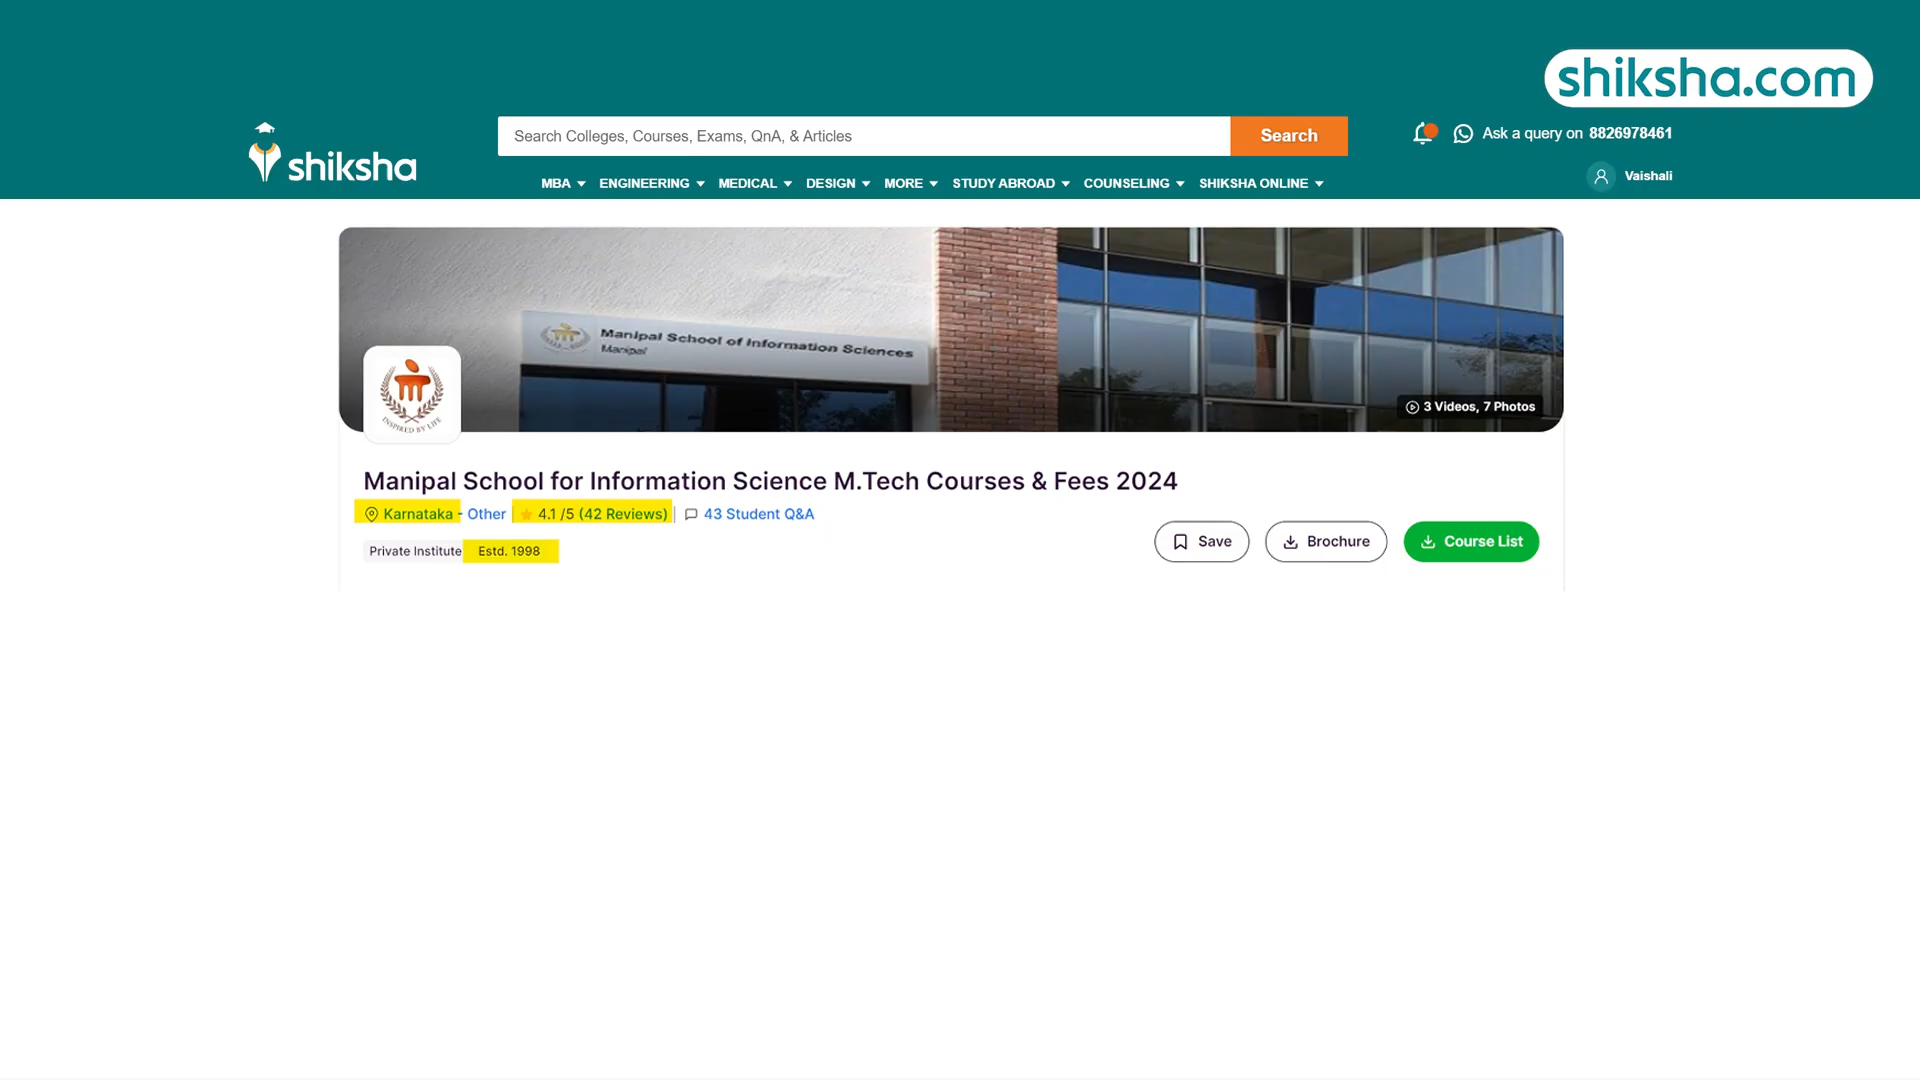 shiksha.com
shiksha
Search Colleges, Courses, Exams, QnA, & Articles
Search
Ask a query on 8826978461
MBA
ENGINEERING
MEDICAL
DESIGN
MORE
STUDY ABROAD
COUNSELING
SHIKSHA ONLINE
Vaishali
Manipal School of Information Sciences
Manipal
INSPIRED BY LIFE
3 Videos, 7 Photos
Manipal School for Information Science M.Tech Courses & Fees 2024
Karnataka - Other | 4.1 /5 (42 Reviews) | 43 Student Q&A
Private Institute Estd. 1998
Save
Brochure
Course List